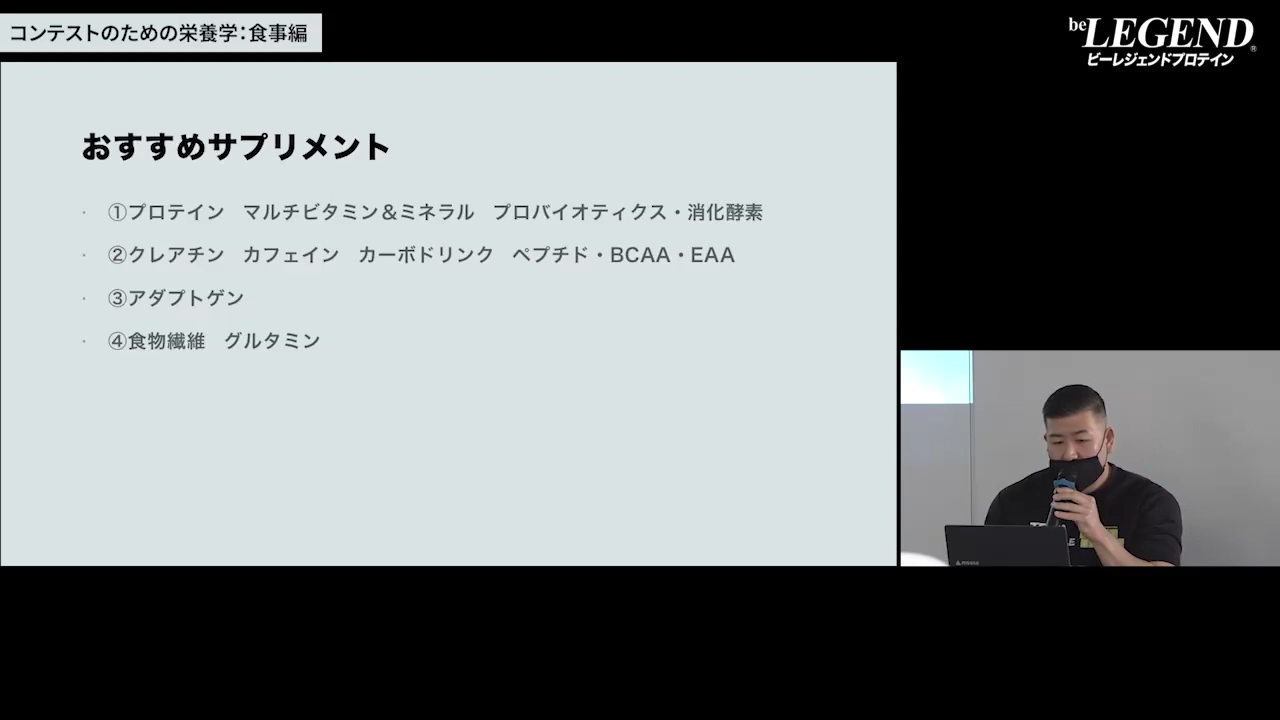 コンテストのための栄養学：食事編
be LEGEND ®
ビーレジェンドプロテイン
おすすめサプリメント
・ ①プロテイン　マルチビタミン＆ミネラル　プロバイオティクス・消化酵素
・ ②クレアチン　カフェイン　カーボドリンク　ペプチド・BCAA・EAA
・ ③アダプトゲン
・ ④食物繊維　グルタミン